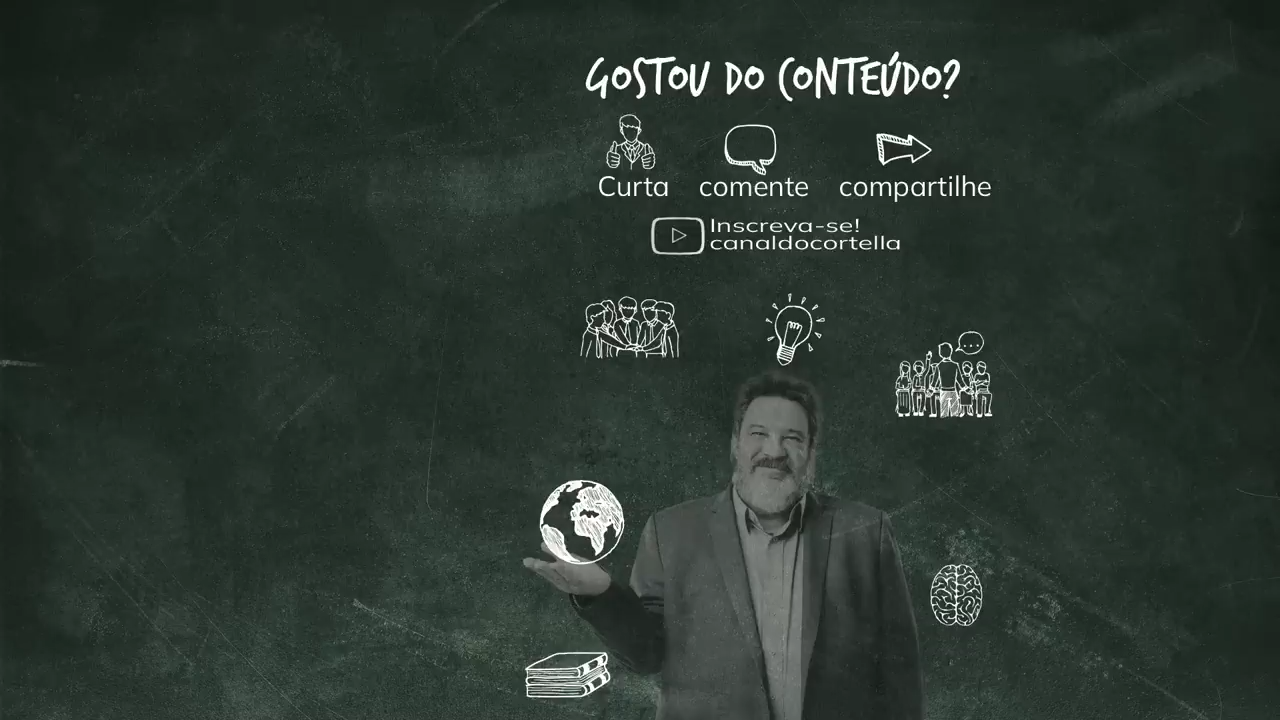 GOSTOU DO CONTEÚDO?
Curta comente compartilhe
Inscreva-se!
canaldocortella